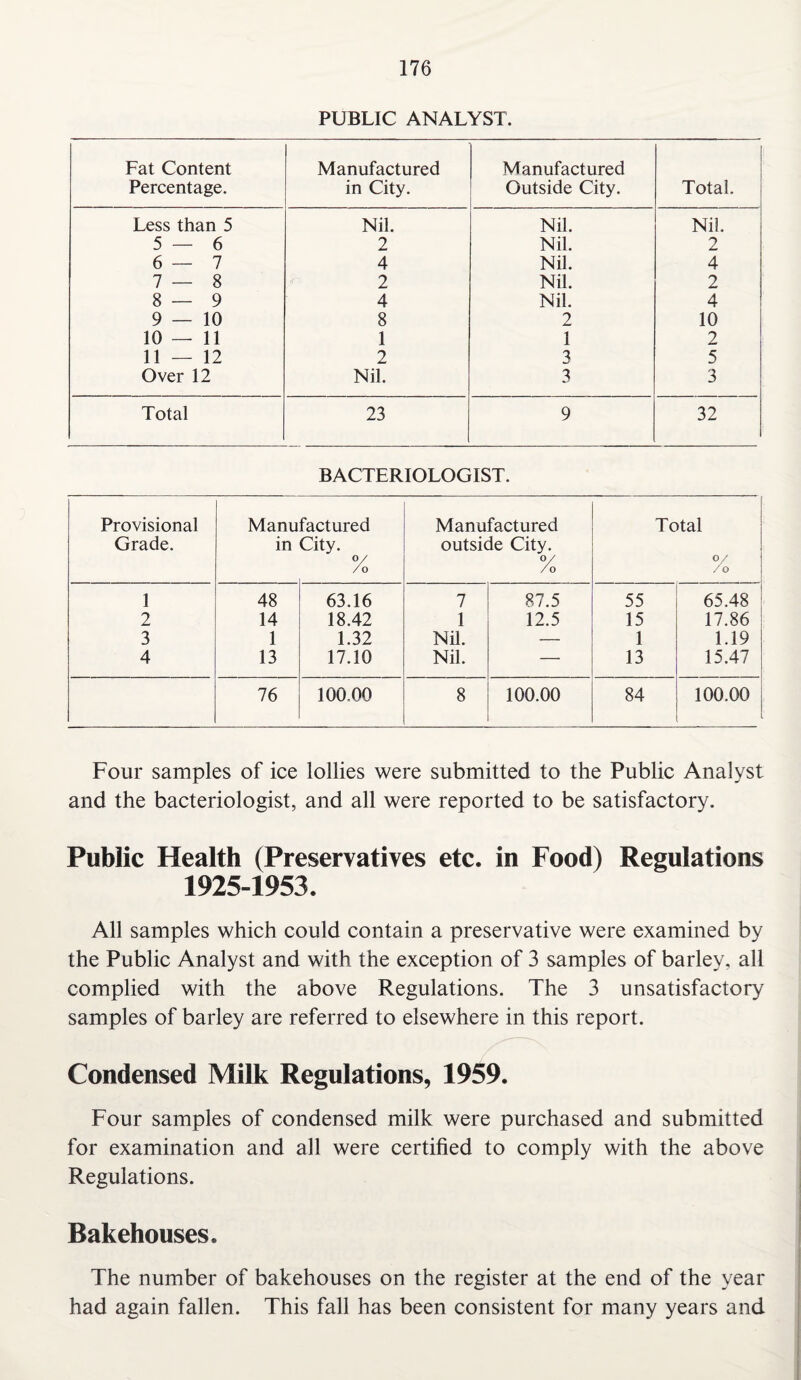 176
PUBLIC ANALYST.
Fat Content Percentage. | Manufactured in City. | Manufactured Outside City. | Total.
Less than 5 | Nil. | Nil. | Nil.
5 — 6 | 2 | Nil. | 2
6 — 7 | 4 | Nil. | 4
7 — 8 | 2 | Nil. | 2
8 — 9 | 4 | Nil. | 4
9 — 10 | 8 | 2 | 10
10 — 11 | 1 | 1 | 2
11 — 12 | 2 | 3 | 5
Over 12 | Nil. | 3 | 3
Total | 23 | 9 | 32
BACTERIOLOGIST.
Provisional Grade. | Manufactured in City. % | Manufactured outside City. % | Total %
1 | 48 | 63.16 | 7 | 87.5 | 55 | 65.48
2 | 14 | 18.42 | 1 | 12.5 | 15 | 17.86
3 | 1 | 1.32 | Nil. | — | 1 | 1.19
4 | 13 | 17.10 | Nil. | — | 13 | 15.47
76 | 100.00 | 8 | 100.00 | 84 | 100.00
Four samples of ice lollies were submitted to the Public Analyst
and the bacteriologist, and all were reported to be satisfactory.
Public Health (Preservatives etc. in Food) Regulations
1925-1953.
All samples which could contain a preservative were examined by
the Public Analyst and with the exception of 3 samples of barley, all
complied with the above Regulations. The 3 unsatisfactory
samples of barley are referred to elsewhere in this report.
Condensed Milk Regulations, 1959.
Four samples of condensed milk were purchased and submitted
for examination and all were certified to comply with the above
Regulations.
Bakehouses.
The number of bakehouses on the register at the end of the year
had again fallen. This fall has been consistent for many years and